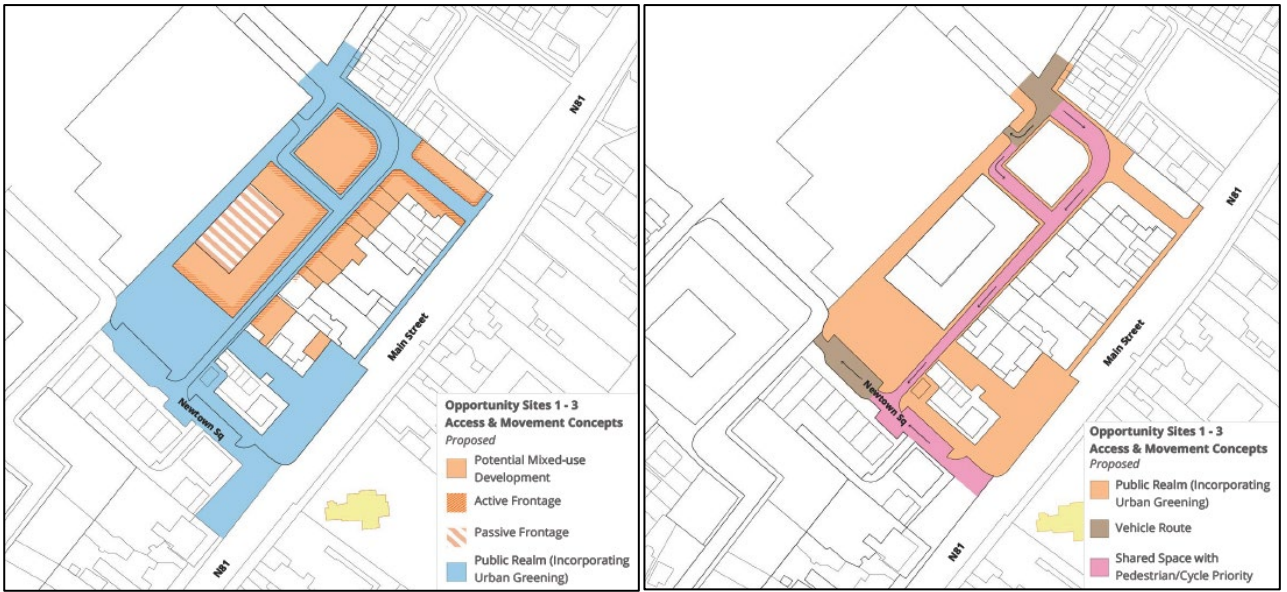 N81
Main Street
Newtown Sq
N81
Opportunity Sites 1 - 3
Access & Movement Concepts
Proposed
Potential Mixed-use
Development
Active Frontage
Passive Frontage
Public Realm (Incorporating
Urban Greening)
N81
Main Street
Newtown Sq
N81
Opportunity Sites 1 - 3
Access & Movement Concepts
Proposed
Public Realm (Incorporating
Urban Greening)
Vehicle Route
Shared Space with
Pedestrian/Cycle Priority